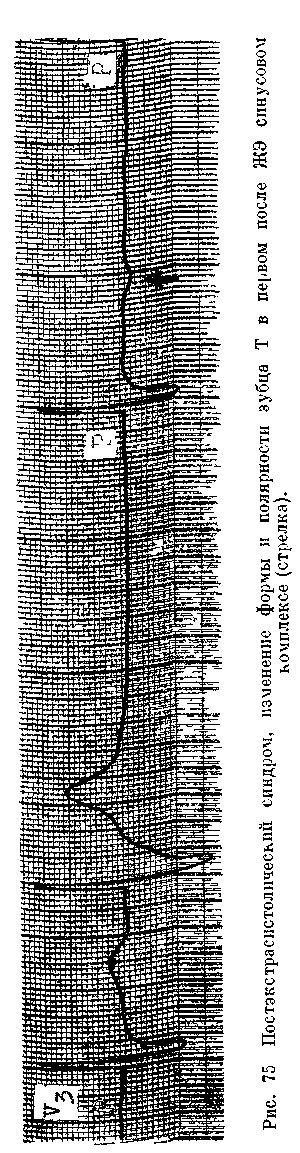 V3
P
P
Рис. 75 Постэкстрасистолический синдром, изменение формы и полярности зубца Т в первом после ЖЭ синусовом
комплексе (стрелка).